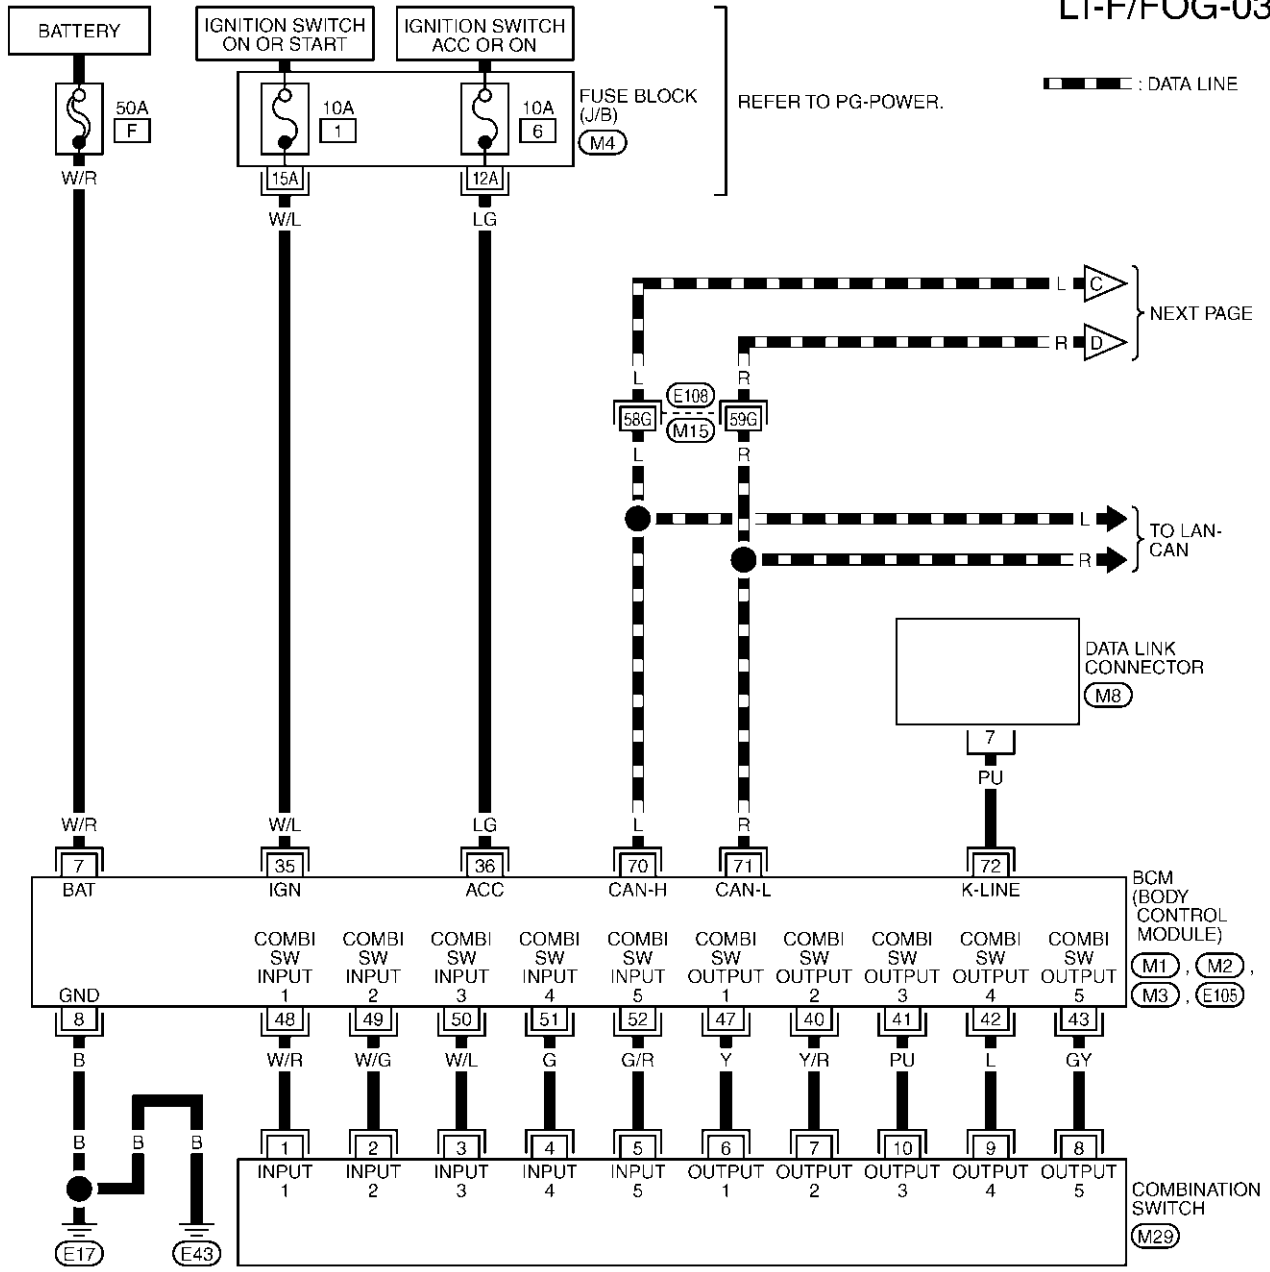 LT-F/FOG-03
BATTERY
IGNITION SWITCH
ON OR START
IGNITION SWITCH
ACC OR ON
: DATA LINE
50A
F
10A
1
10A
6
FUSE BLOCK
(J/B)
M4
REFER TO PG-POWER.
15A
12A
W/R
W/L
LG
L
C
NEXT PAGE
R
D
L
R
58G
E108
M15
59G
L
R
L
TO LAN-
CAN
R
DATA LINK
CONNECTOR
M8
7
PU
W/R
W/L
LG
L
R
7
35
36
70
71
72
BAT
IGN
ACC
CAN-H
CAN-L
K-LINE
BCM
(BODY
CONTROL
MODULE)
M1 , M2 ,
M3 , E105
COMBI COMBI COMBI COMBI COMBI COMBI COMBI COMBI COMBI COMBI
SW SW SW SW SW SW SW SW SW SW
INPUT INPUT INPUT INPUT INPUT OUTPUT OUTPUT OUTPUT OUTPUT OUTPUT
GND 1 2 3 4 5 1 2 3 4 5
8 48 49 50 51 52 47 40 41 42 43
B W/R W/G W/L G G/R Y Y/R PU L GY
B B B
1 2 3 4 5 6 7 10 9 8
INPUT INPUT INPUT INPUT INPUT OUTPUT OUTPUT OUTPUT OUTPUT OUTPUT
1 2 3 4 5 1 2 3 4 5
COMBINATION
SWITCH
M29
E17
E43